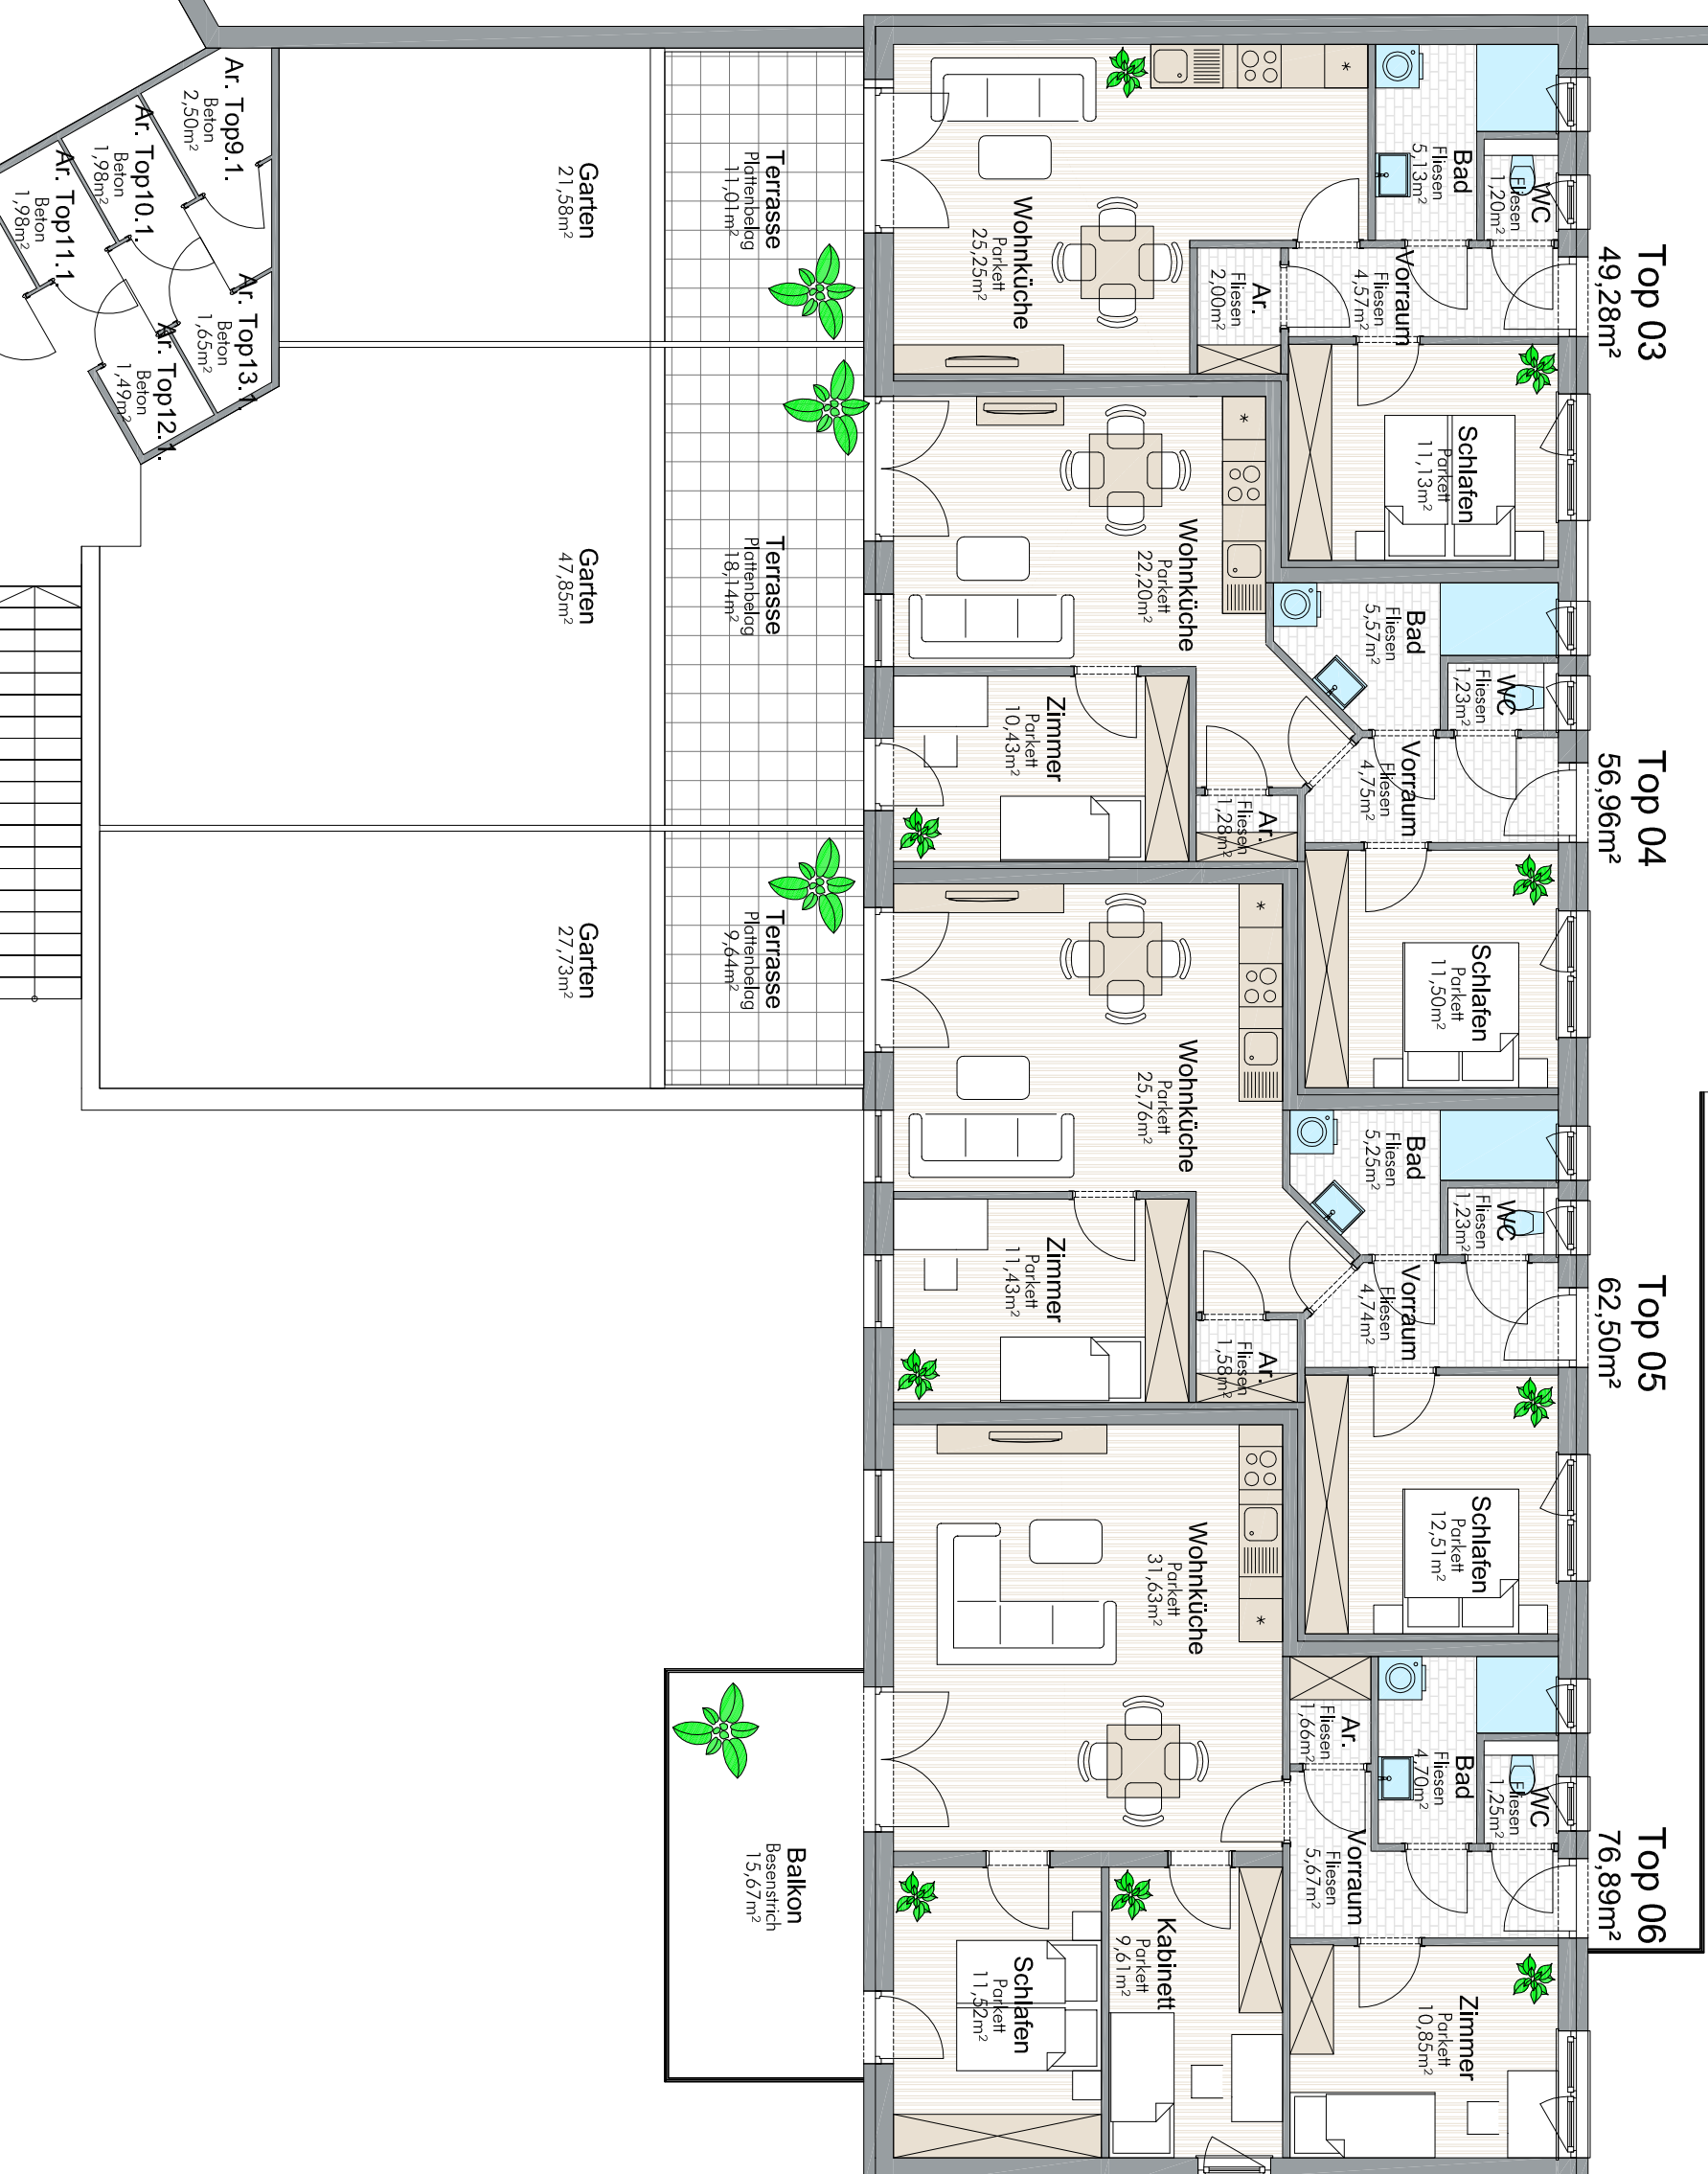 Top 03
49,28m²
Bad
Fliesen
5,13m²
WC
Fliesen
1,20m²
Vorraum
Fliesen
4,57m²
Ar.
Fliesen
2,00m²
Wohnküche
Parkett
25,25m²
Schlafen
Parkett
11,13m²
Terrasse
Plattenbelag
11,01m²
Garten
21,58m²
Top 04
56,96m²
Bad
Fliesen
5,57m²
WC
Fliesen
1,23m²
Vorraum
Fliesen
4,75m²
Ar.
Fliesen
1,28m²
Wohnküche
Parkett
22,20m²
Zimmer
Parkett
10,43m²
Schlafen
Parkett
11,50m²
Terrasse
Plattenbelag
18,14m²
Garten
47,85m²
Top 05
62,50m²
Bad
Fliesen
5,25m²
WC
Fliesen
1,23m²
Vorraum
Fliesen
4,74m²
Ar.
Fliesen
1,58m²
Wohnküche
Parkett
25,76m²
Zimmer
Parkett
11,43m²
Schlafen
Parkett
12,51m²
Terrasse
Plattenbelag
9,64m²
Garten
27,73m²
Top 06
76,89m²
Bad
Fliesen
4,70m²
WC
Fliesen
1,25m²
Vorraum
Fliesen
5,67m²
Ar.
Fliesen
1,66m²
Wohnküche
Parkett
31,63m²
Zimmer
Parkett
10,85m²
Kabinett
Parkett
9,61m²
Schlafen
Parkett
11,52m²
Balkon
Besenstrich
15,67m²
Ar. Top9.1.
Beton
2,50m²
Ar. Top10.1.
Beton
1,98m²
Ar. Top11.1
Beton
1,98m²
Ar. Top13.1.
Beton
1,65m²
Ar. Top12.1.
Beton
1,49m²